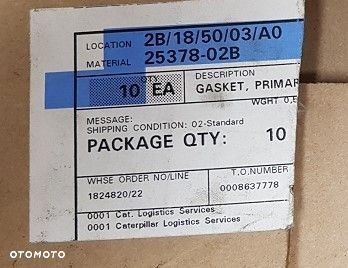 LOCATION 2B/18/50/03/A0
MATERIAL 25378-02B
QTY DESCRIPTION
10 EA GASKET, PRIMAR
WGHT
MESSAGE:
SHIPPING CONDITION: 02-Standard
PACKAGE QTY: 10
WHSE ORDER NO/LINE T.O.NUMBER
1824820/22 0008637778
0001 Cat. Logistics Services
0001 Caterpillar Logistics Services
OTOMOTO